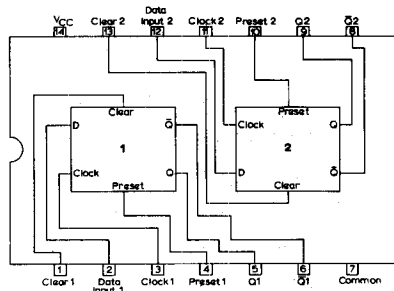 Data
VCC Clear 2 Input 2 Clock 2 Preset 2 Q2 Q̅2
14 13 12 11 10 9 8
Clear Preset
D Q̅ Clock Q
1 2
Clock Q D Q̅
Preset Clear
1 2 3 4 5 6 7
Clear 1 Data Clock 1 Preset 1 Q1 Q̅1 Common
Input 1